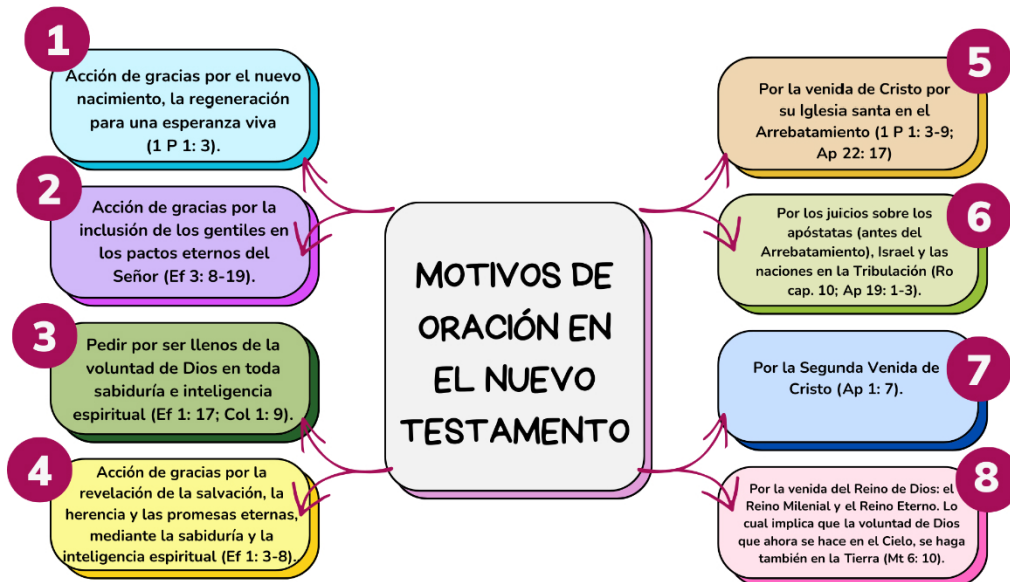 1
Acción de gracias por el nuevo
nacimiento, la regeneración
para una esperanza viva
(1 P 1: 3).
2
Acción de gracias por la
inclusión de los gentiles en
los pactos eternos del
Señor (Ef 3: 8-19).
3
Pedir por ser llenos de la
voluntad de Dios en toda
sabiduría e inteligencia
espiritual (Ef 1: 17; Col 1: 9).
4
Acción de gracias por la
revelación de la salvación, la
herencia y las promesas eternas,
mediante la sabiduría y la
inteligencia espiritual (Ef 1: 3-8).
MOTIVOS DE
ORACIÓN EN
EL NUEVO
TESTAMENTO
5
Por la venida de Cristo por
su Iglesia santa en el
Arrebatamiento (1 P 1: 3-9;
Ap 22: 17)
6
Por los juicios sobre los
apóstatas (antes del
Arrebatamiento), Israel y las
naciones en la Tribulación (Ro
cap. 10; Ap 19: 1-3).
7
Por la Segunda Venida de
Cristo (Ap 1: 7).
8
Por la venida del Reino de Dios: el
Reino Milenial y el Reino Eterno. Lo
cual implica que la voluntad de Dios
que ahora se hace en el Cielo, se haga
también en la Tierra (Mt 6: 10).